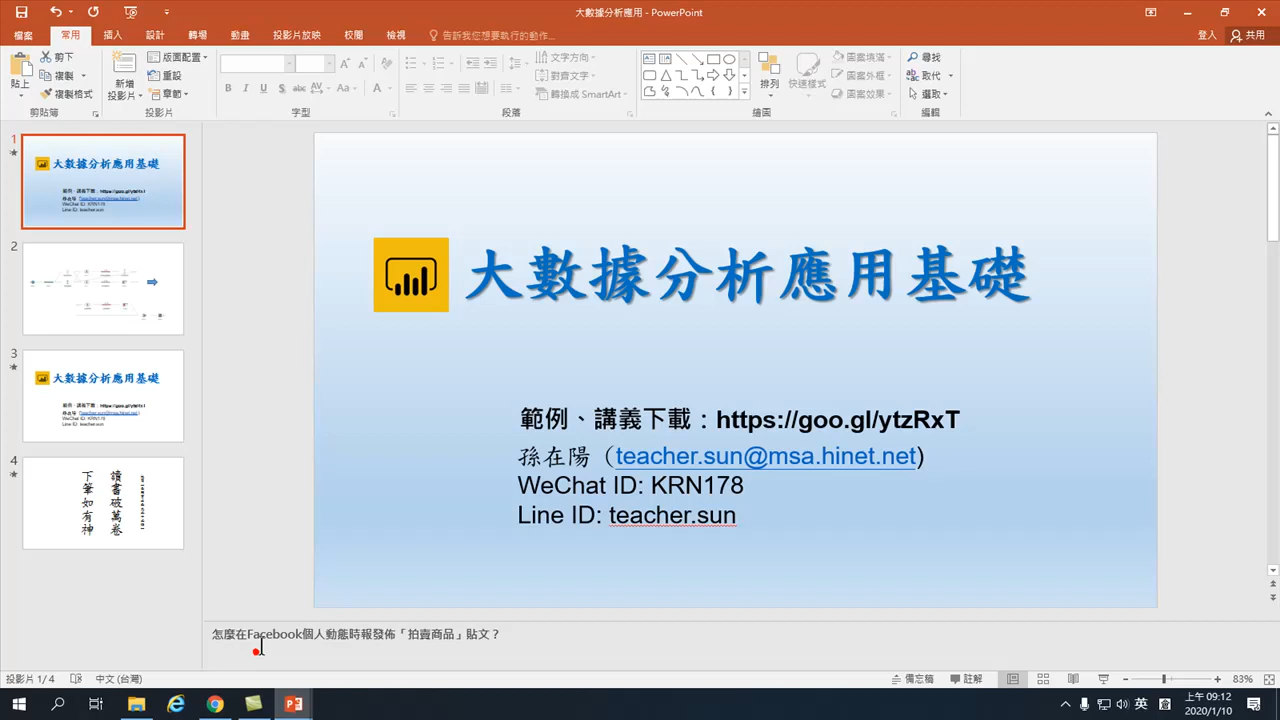 大數據分析應用 - PowerPoint
檔案 常用 插入 設計 轉場 動畫 投影片放映 校閱 檢視 告訴我您想要執行的動作... 登入 共用
剪下
複製
複製格式
貼上
剪貼簿
新增
投影片
版面配置
重設
章節
投影片
B I U S abc AV Aa A
字型
文字方向
對齊文字
轉換成 SmartArt
段落
排列
快速樣式
圖案填滿
圖案外框
圖案效果
繪圖
尋找
取代
選取
編輯
1
大數據分析應用基礎
2
3
大數據分析應用基礎
4
讀書破萬卷
下筆如有神
大數據分析應用基礎
範例、講義下載：https://goo.gl/ytzRxT
孫在陽（teacher.sun@msa.hinet.net)
WeChat ID: KRN178
Line ID: teacher.sun
怎麼在Facebook個人動態時報發佈「拍賣商品」貼文？
投影片 1/4 中文 (台灣) 備忘稿 註解 83%
英
上午 09:12
2020/1/10